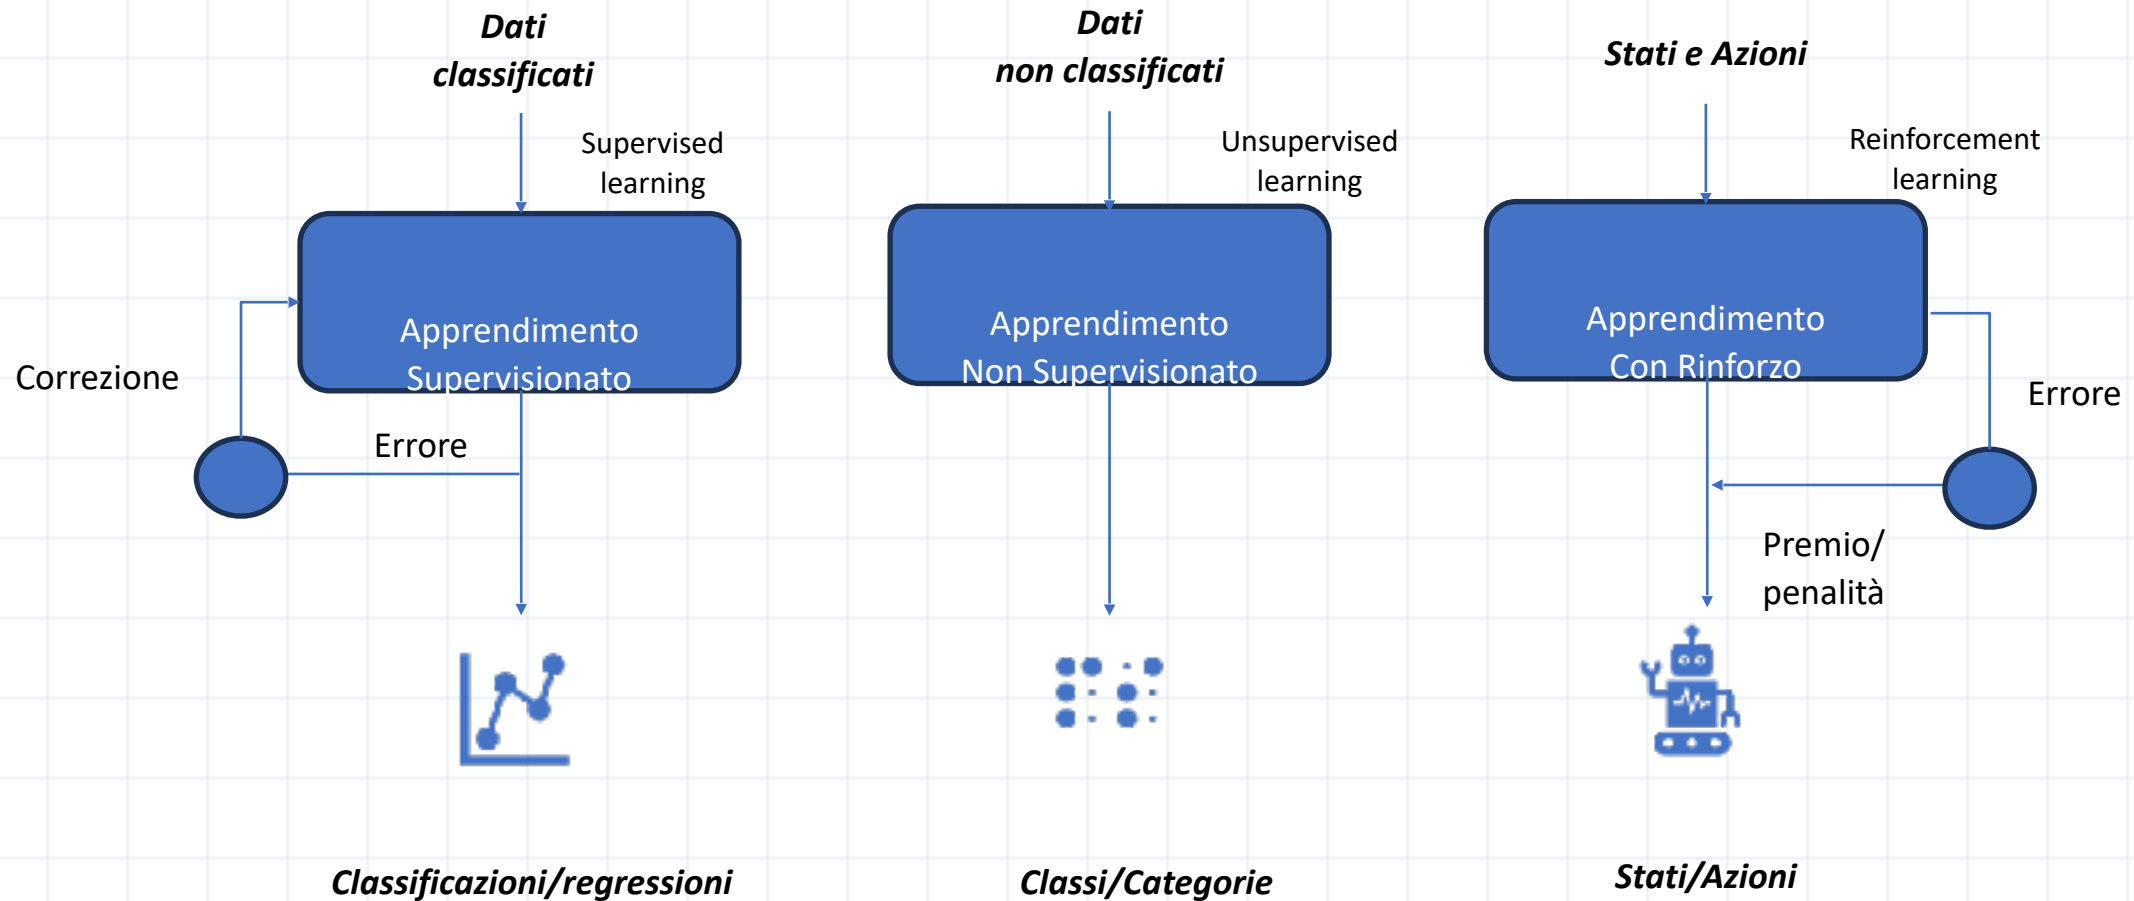 Dati
classificati
Supervised
learning
Apprendimento
Supervisionato
Correzione
Errore
Classificazioni/regressioni
Dati
non classificati
Unsupervised
learning
Apprendimento
Non Supervisionato
Classi/Categorie
Stati e Azioni
Reinforcement
learning
Apprendimento
Con Rinforzo
Errore
Premio/
penalità
Stati/Azioni